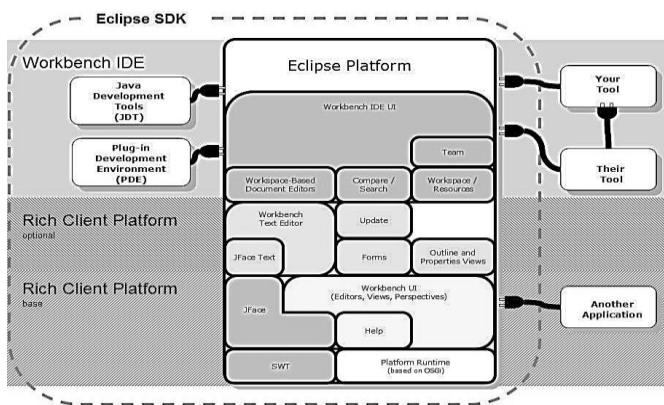 Eclipse SDK
Workbench IDE
Eclipse Platform
Java
Development
Tools
(JDT)
Your
Tool
Workbench IDE UI
Plug-in
Development
Environment
(PDE)
Team
Their
Tool
Workspace-Based
Document Editors
Compare /
Search
Workspace /
Resources
Rich Client Platform
optional
Workbench
Text Editor
Update
JFace Text
Forms
Outline and
Properties Views
Rich Client Platform
base
Workbench UI
(Editors, Views, Perspectives)
Another
Application
JFace
Help
SWT
Platform Runtime
(based on OSGi)